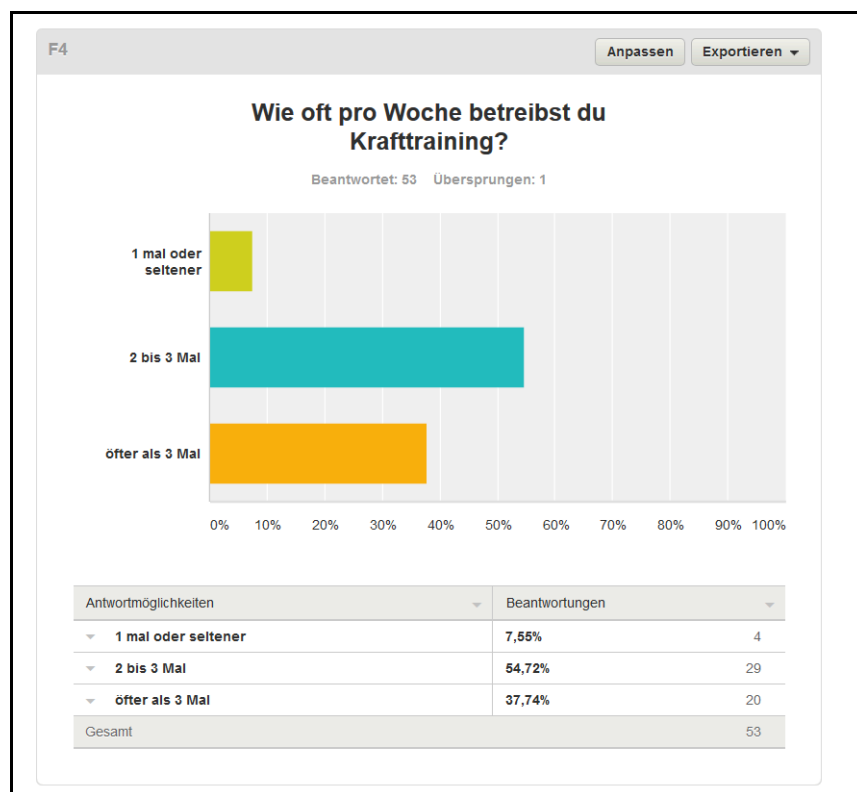 F4
Anpassen
Exportieren
Wie oft pro Woche betreibst du
Krafttraining?
Beantwortet: 53 Übersprungen: 1
1 mal oder
seltener
2 bis 3 Mal
öfter als 3 Mal
0% 10% 20% 30% 40% 50% 60% 70% 80% 90% 100%
Antwortmöglichkeiten Beantwortungen
1 mal oder seltener 7,55% 4
2 bis 3 Mal 54,72% 29
öfter als 3 Mal 37,74% 20
Gesamt 53